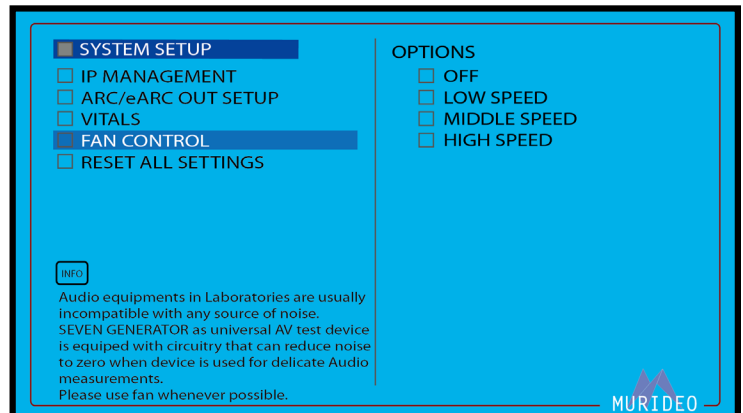 SYSTEM SETUP
IP MANAGEMENT
ARC/eARC OUT SETUP
VITALS
FAN CONTROL
RESET ALL SETTINGS
INFO
Audio equipments in Laboratories are usually
incompatible with any source of noise.
SEVEN GENERATOR as universal AV test device
is equiped with circuitry that can reduce noise
to zero when device is used for delicate Audio
measurements.
Please use fan whenever possible.
OPTIONS
OFF
LOW SPEED
MIDDLE SPEED
HIGH SPEED
MURIDEO